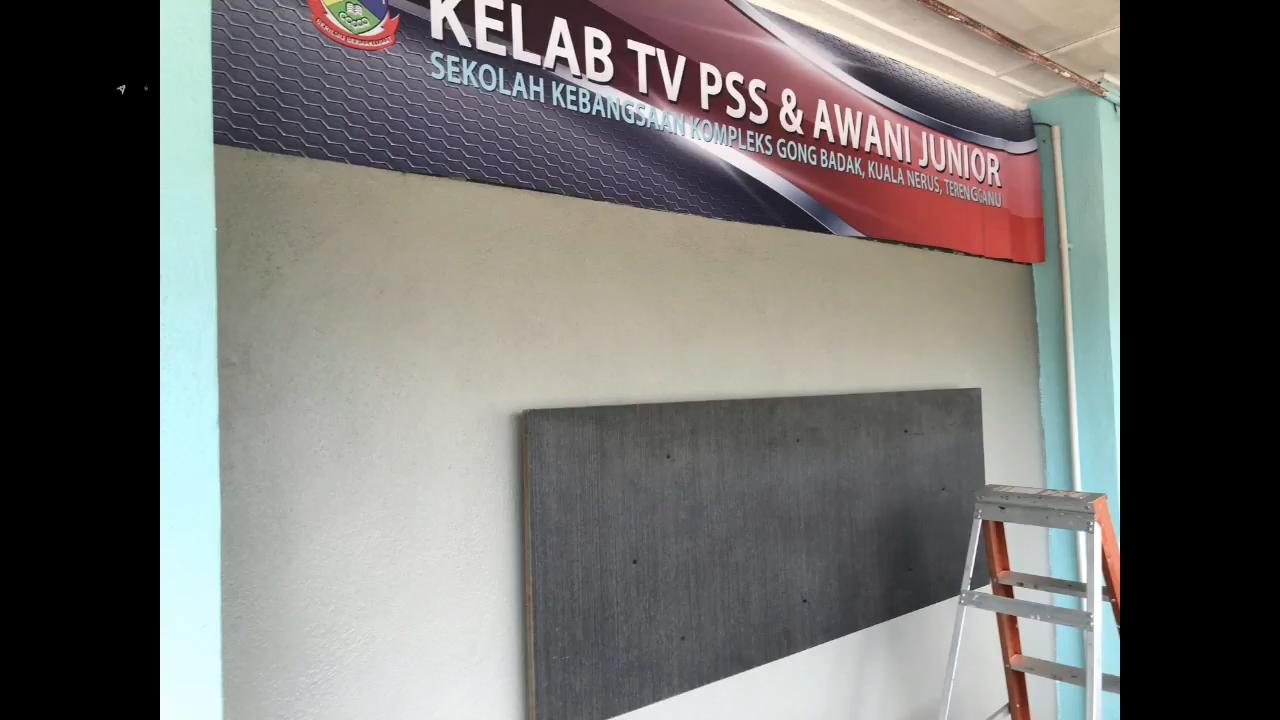 KELAB TV PSS & AWANI JUNIOR
SEKOLAH KEBANGSAAN KOMPLEKS GONG BADAK, KUALA NERUS, TERENGGANU